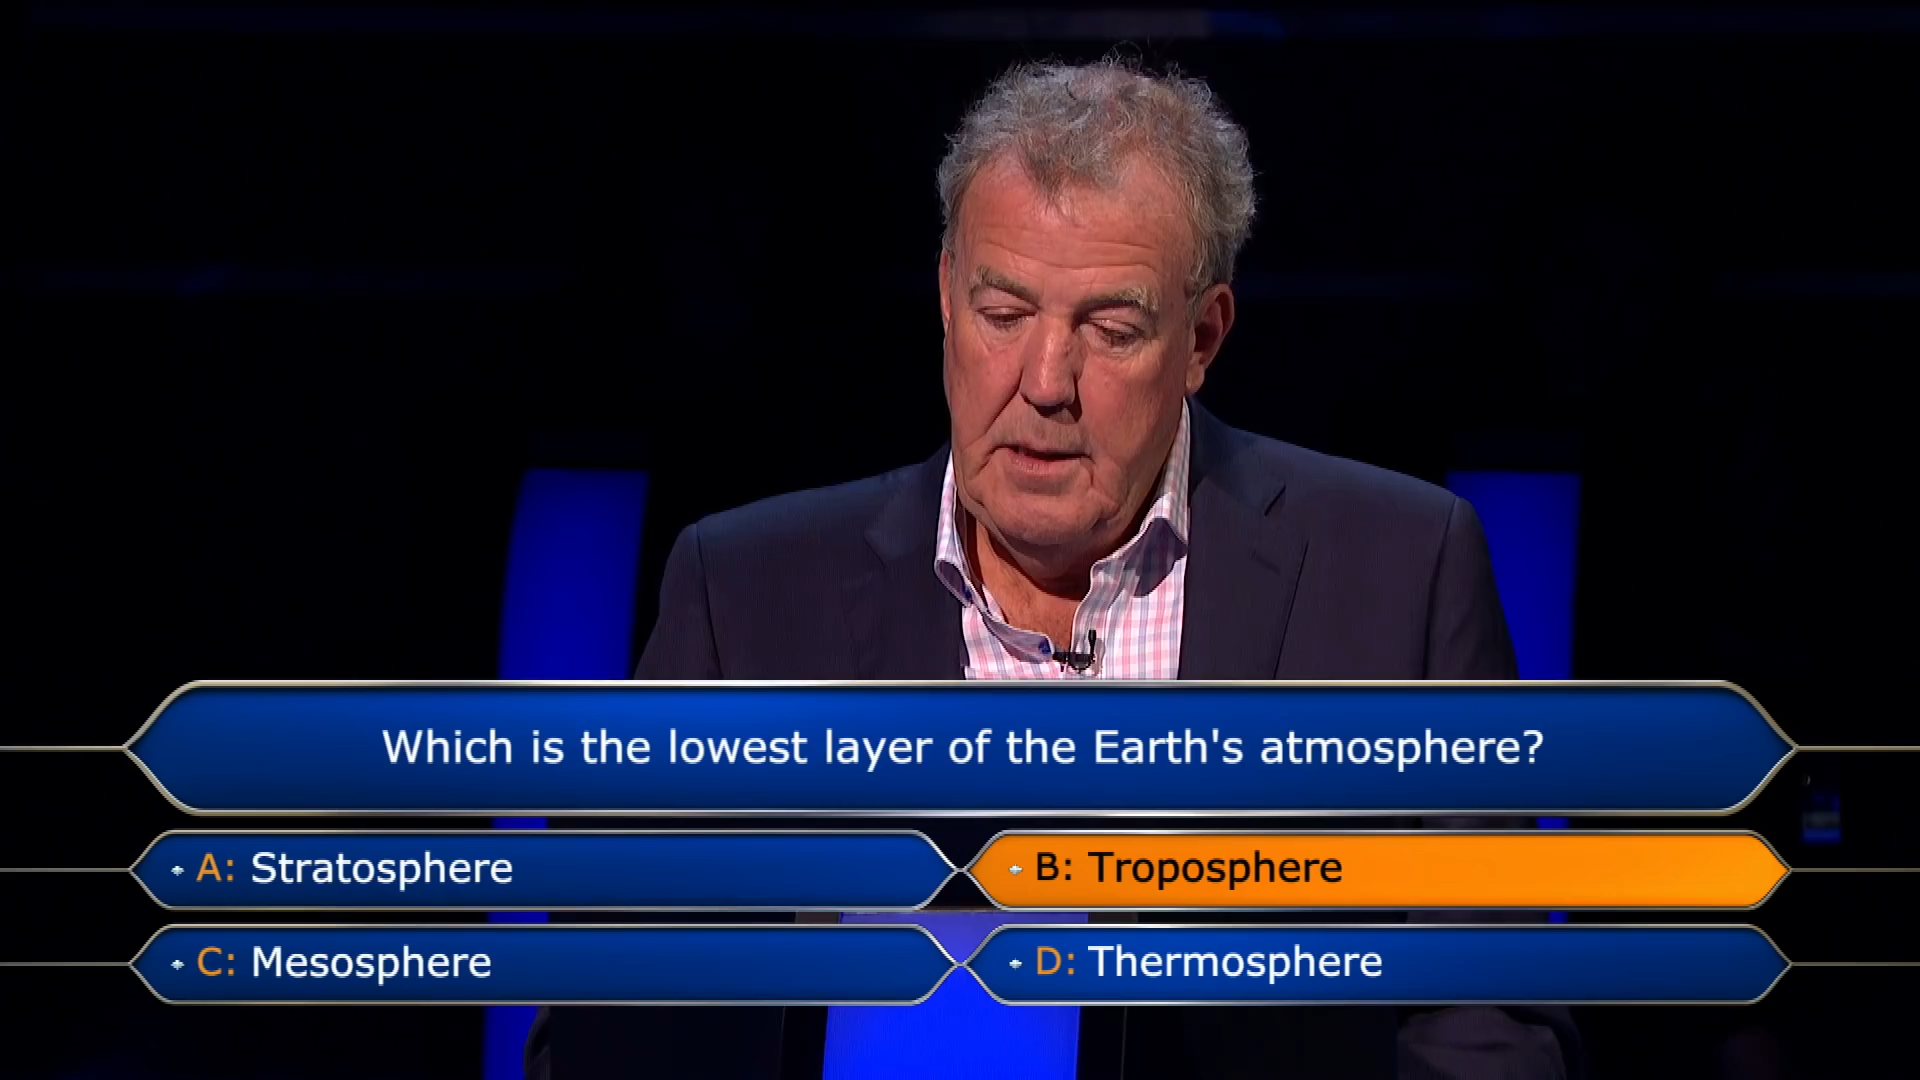 Which is the lowest layer of the Earth's atmosphere?
A: Stratosphere
B: Troposphere
C: Mesosphere
D: Thermosphere